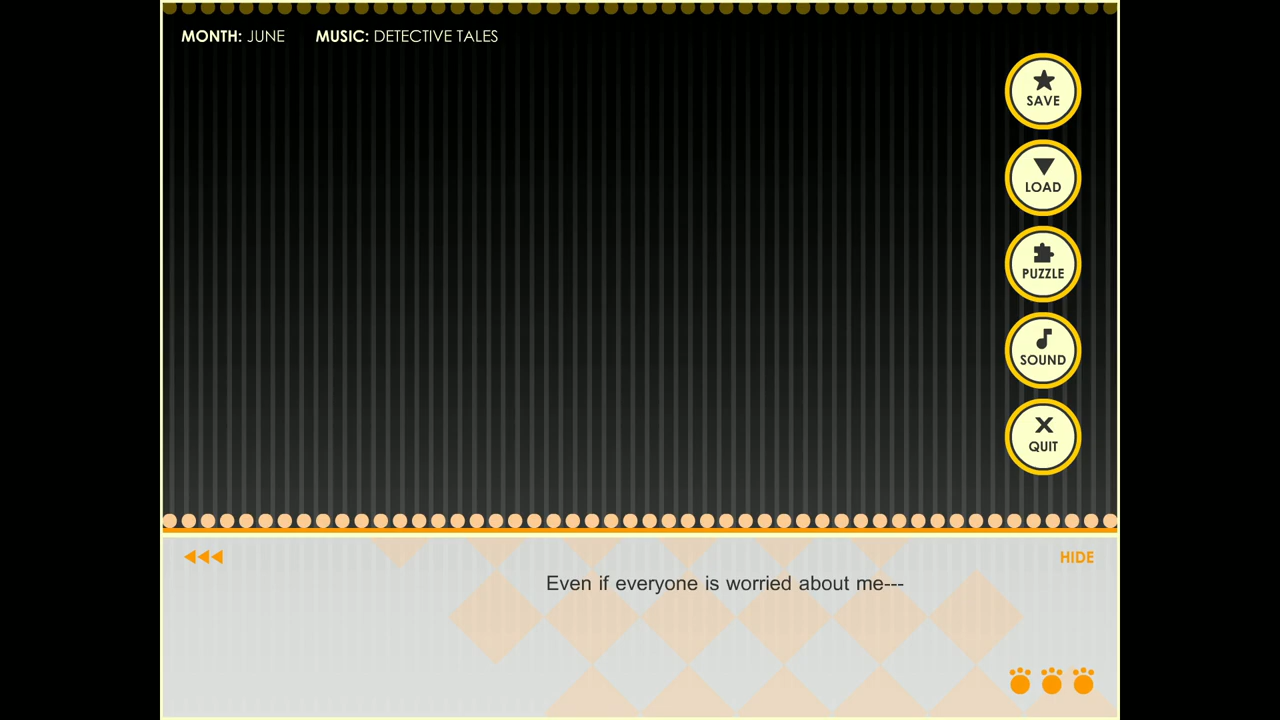 MONTH: JUNE MUSIC: DETECTIVE TALES
SAVE
LOAD
PUZZLE
SOUND
QUIT
HIDE
Even if everyone is worried about me---